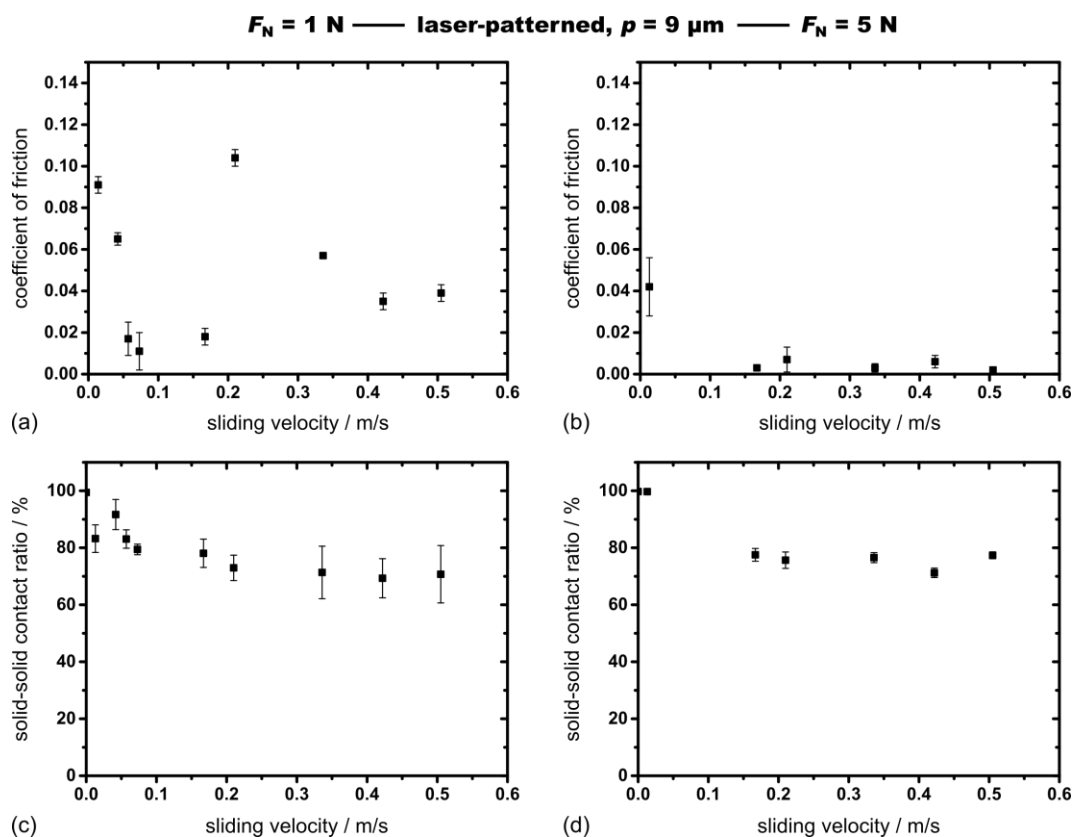 F_N = 1 N — laser-patterned, p = 9 µm — F_N = 5 N
coefficient of friction
0.14
0.12
0.10
0.08
0.06
0.04
0.02
0.00
0.0 0.1 0.2 0.3 0.4 0.5 0.6
(a) sliding velocity / m/s
coefficient of friction
0.14
0.12
0.10
0.08
0.06
0.04
0.02
0.00
0.0 0.1 0.2 0.3 0.4 0.5 0.6
(b) sliding velocity / m/s
solid-solid contact ratio / %
100
80
60
40
20
0
0.0 0.1 0.2 0.3 0.4 0.5 0.6
(c) sliding velocity / m/s
solid-solid contact ratio / %
100
80
60
40
20
0
0.0 0.1 0.2 0.3 0.4 0.5 0.6
(d) sliding velocity / m/s